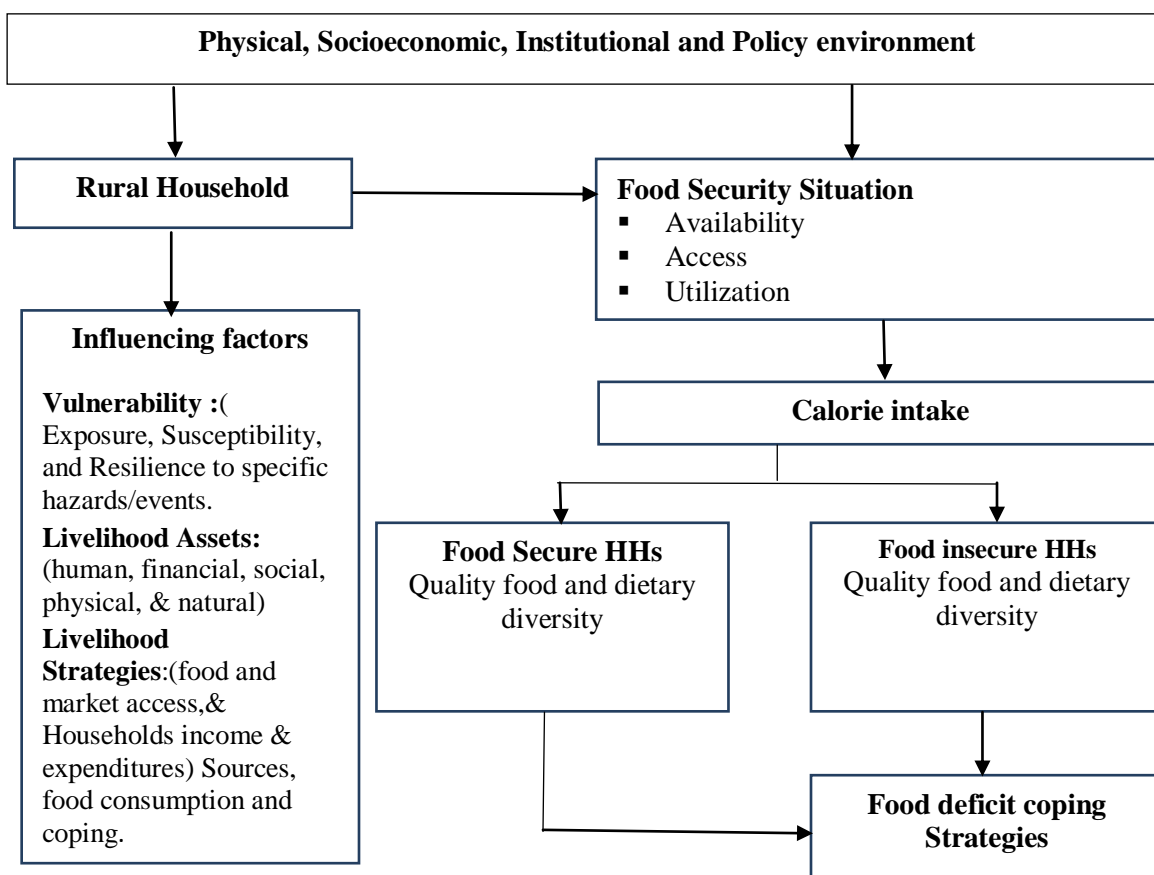 Physical, Socioeconomic, Institutional and Policy environment
Rural Household
Food Security Situation
▪ Availability
▪ Access
▪ Utilization
Influencing factors
Vulnerability :(
Exposure, Susceptibility,
and Resilience to specific
hazards/events.
Livelihood Assets:
(human, financial, social,
physical, & natural)
Livelihood
Strategies:(food and
market access,&
Households income &
expenditures) Sources,
food consumption and
coping.
Calorie intake
Food Secure HHs
Quality food and dietary
diversity
Food insecure HHs
Quality food and dietary
diversity
Food deficit coping
Strategies